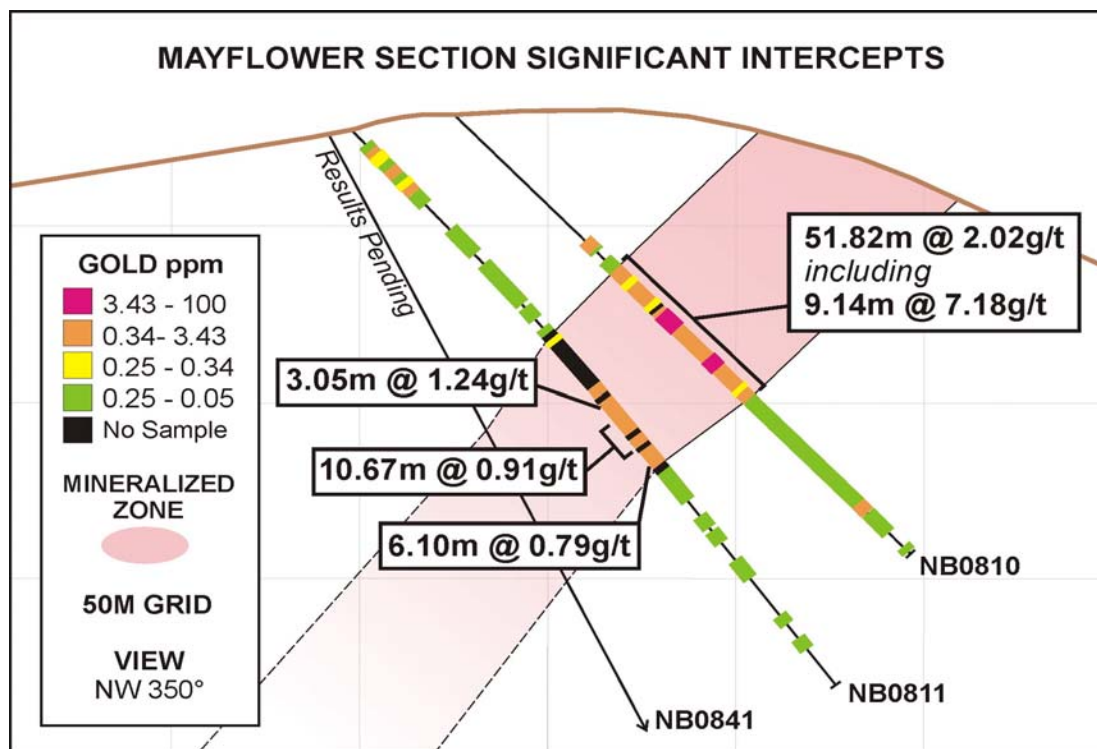 MAYFLOWER SECTION SIGNIFICANT INTERCEPTS
Results Pending
GOLD ppm
3.43 - 100
0.34- 3.43
0.25 - 0.34
0.25 - 0.05
No Sample
MINERALIZED
ZONE
50M GRID
VIEW
NW 350°
51.82m @ 2.02g/t
including
9.14m @ 7.18g/t
3.05m @ 1.24g/t
10.67m @ 0.91g/t
6.10m @ 0.79g/t
NB0810
NB0811
NB0841